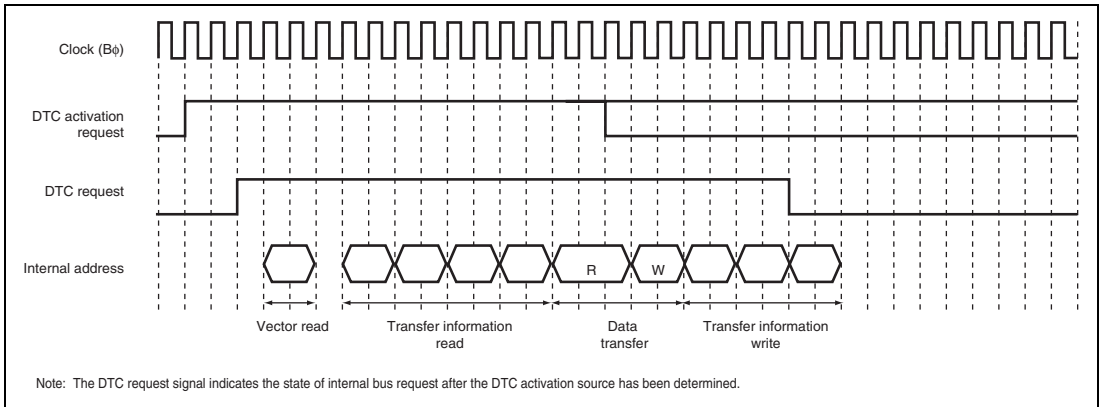 Clock (Bφ)
DTC activation
request
DTC request
Internal address
R
W
Vector read
Transfer information
read
Data
transfer
Transfer information
write
Note: The DTC request signal indicates the state of internal bus request after the DTC activation source has been determined.